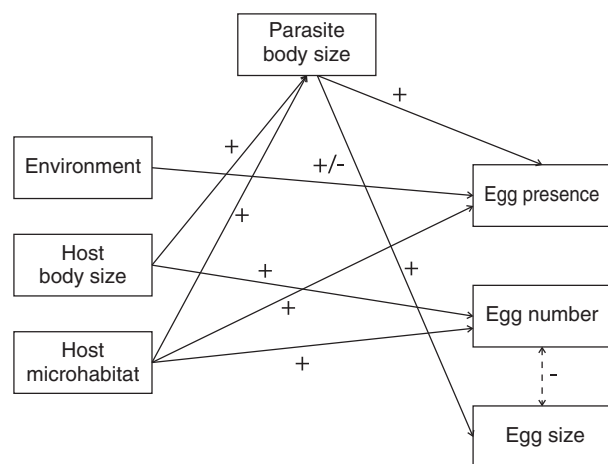 Parasite
body size
+
Environment
+
+/-
Egg presence
+
Host
body size
+
+
+
Egg number
Host
microhabitat
+
-
Egg size